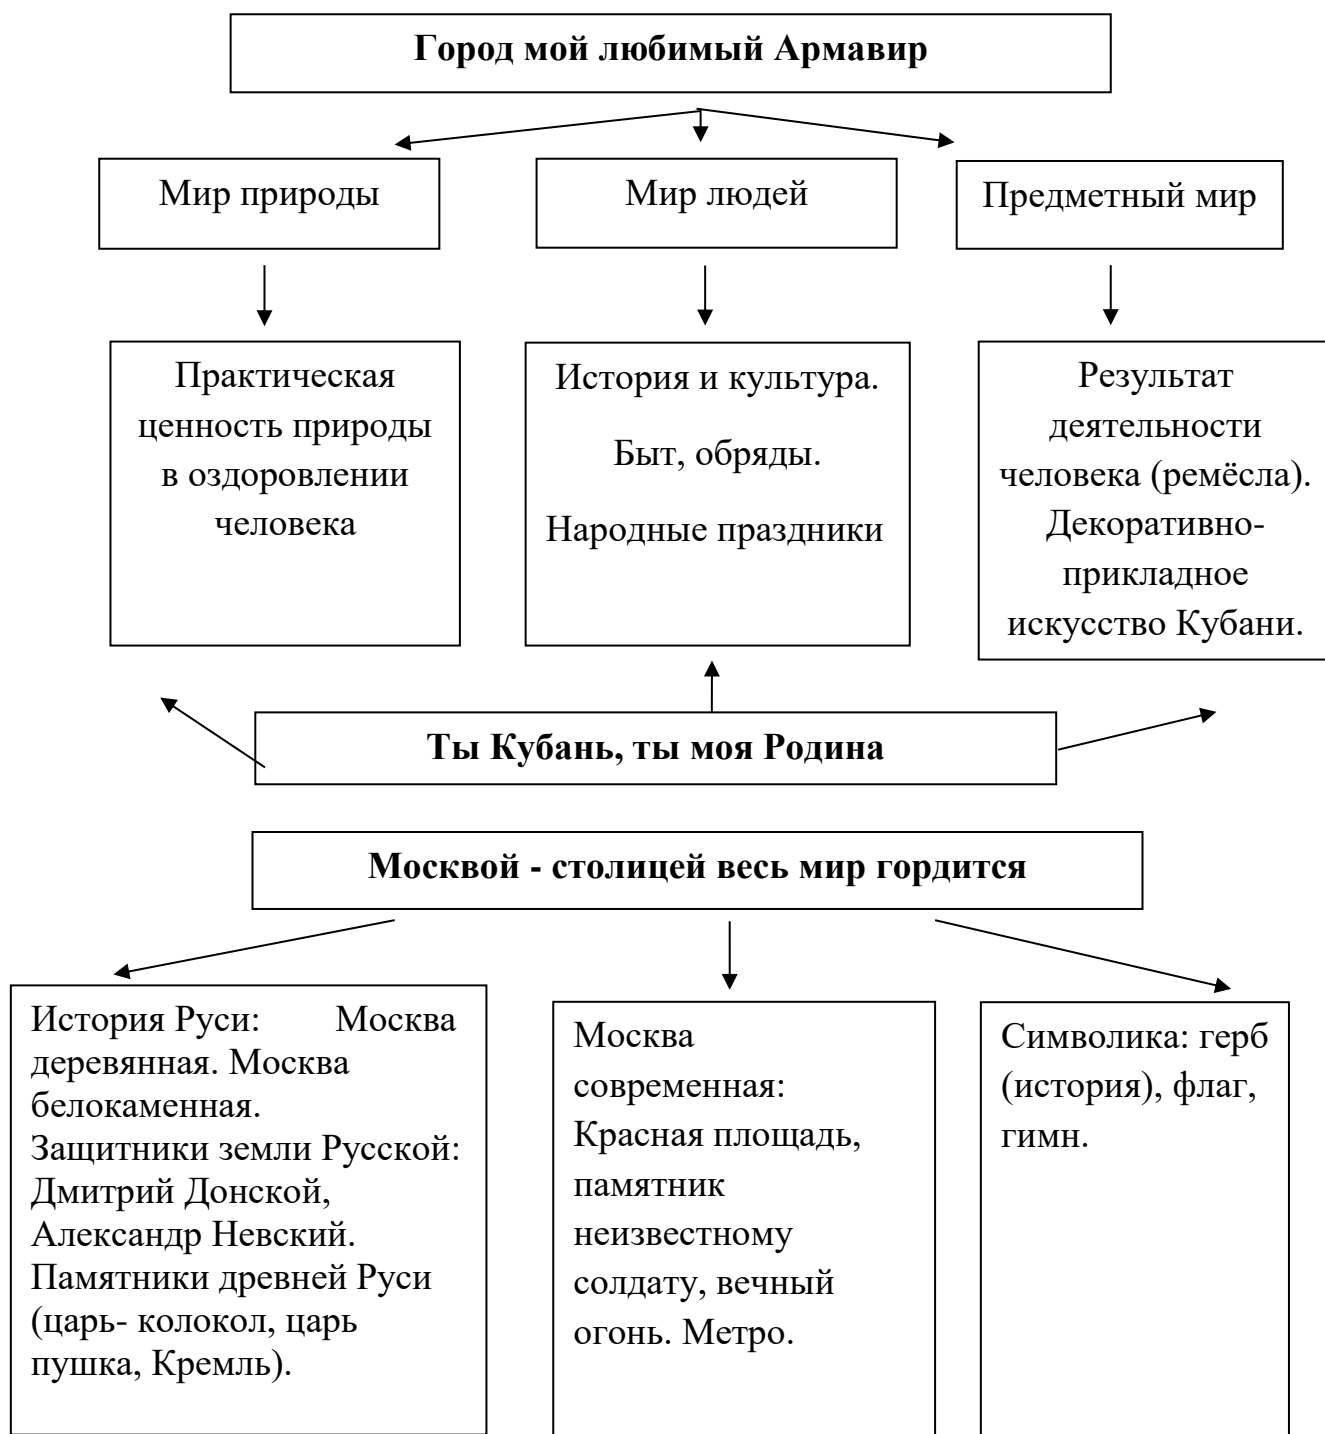 Город мой любимый Армавир
Мир природы
Мир людей
Предметный мир
Практическая
ценность природы
в оздоровлении
человека
История и культура.
Быт, обряды.
Народные праздники
Результат
деятельности
человека (ремёсла).
Декоративно-
прикладное
искусство Кубани.
Ты Кубань, ты моя Родина
Москвой - столицей весь мир гордится
История Руси: Москва
деревянная. Москва
белокаменная.
Защитники земли Русской:
Дмитрий Донской,
Александр Невский.
Памятники древней Руси
(царь- колокол, царь
пушка, Кремль).
Москва
современная:
Красная площадь,
памятник
неизвестному
солдату, вечный
огонь. Метро.
Символика: герб
(история), флаг,
гимн.